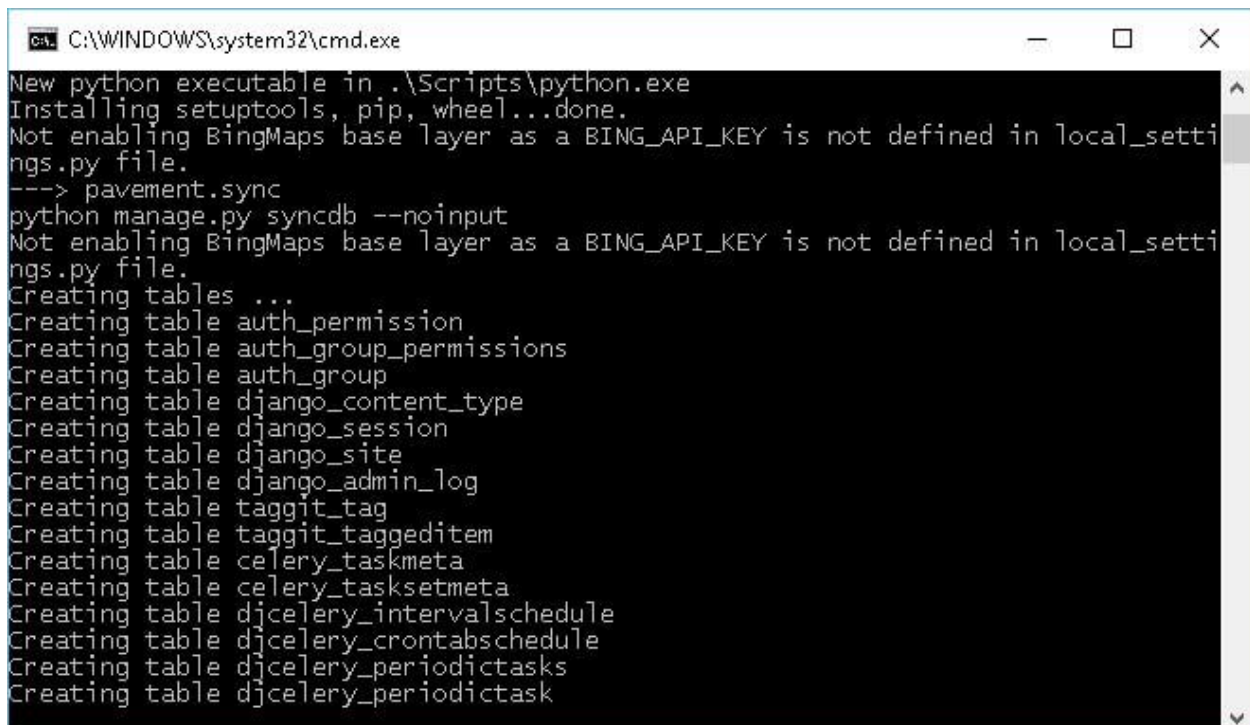 C:\WINDOWS\system32\cmd.exe
New python executable in .\Scripts\python.exe
Installing setuptools, pip, wheel...done.
Not enabling BingMaps base layer as a BING_API_KEY is not defined in local_setti
ngs.py file.
---> pavement.sync
python manage.py syncdb --noinput
Not enabling BingMaps base layer as a BING_API_KEY is not defined in local_setti
ngs.py file.
Creating tables ...
Creating table auth_permission
Creating table auth_group_permissions
Creating table auth_group
Creating table django_content_type
Creating table django_session
Creating table django_site
Creating table django_admin_log
Creating table taggit_tag
Creating table taggit_taggeditem
Creating table celery_taskmeta
Creating table celery_tasksetmeta
Creating table djcelery_intervalschedule
Creating table djcelery_crontabschedule
Creating table djcelery_periodictasks
Creating table djcelery_periodictask